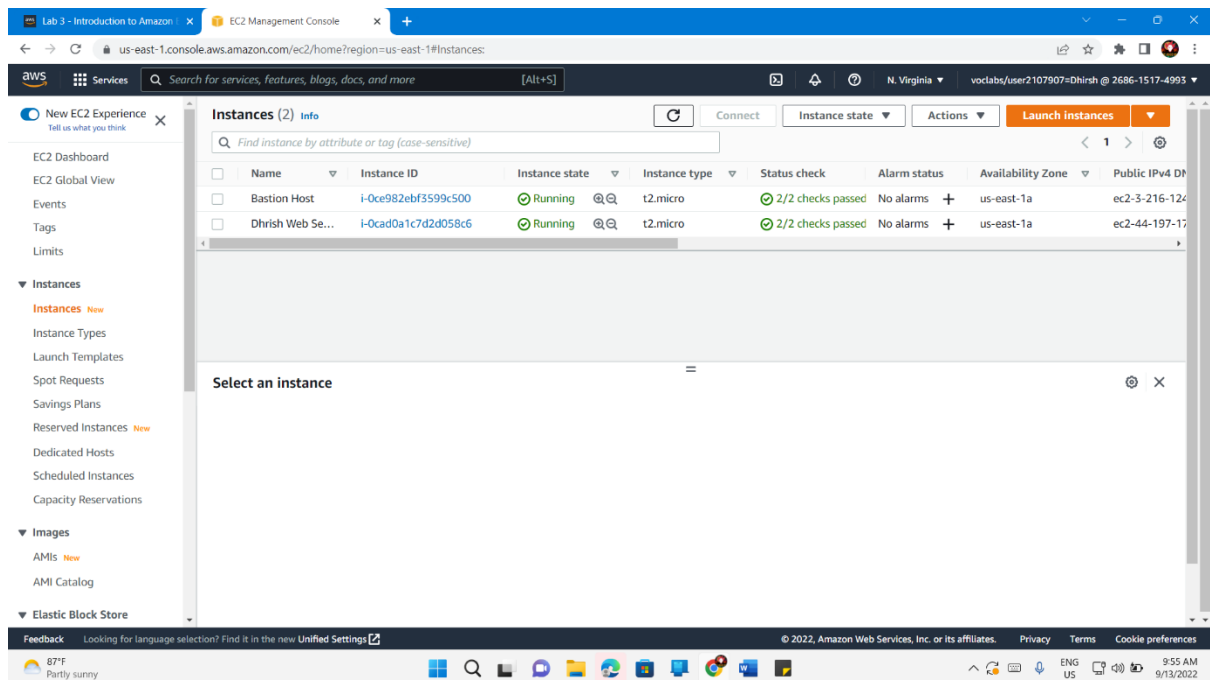 Lab 3 - Introduction to Amazon
EC2 Management Console
us-east-1.console.aws.amazon.com/ec2/home?region=us-east-1#Instances:
aws
Services
Search for services, features, blogs, docs, and more
[Alt+S]
N. Virginia
voclabs/user2107907=Dhirsh @ 2686-1517-4993
New EC2 Experience
Tell us what you think
EC2 Dashboard
EC2 Global View
Events
Tags
Limits
Instances
Instances New
Instance Types
Launch Templates
Spot Requests
Savings Plans
Reserved Instances New
Dedicated Hosts
Scheduled Instances
Capacity Reservations
Images
AMIs New
AMI Catalog
Elastic Block Store
Instances (2) Info
Connect
Instance state
Actions
Launch instances
Find instance by attribute or tag (case-sensitive)
1
Name Instance ID Instance state Instance type Status check Alarm status Availability Zone Public IPv4 DN
Bastion Host i-0ce982ebf3599c500 Running t2.micro 2/2 checks passed No alarms + us-east-1a ec2-3-216-124
Dhrish Web Se... i-0cad0a1c7d2d058c6 Running t2.micro 2/2 checks passed No alarms + us-east-1a ec2-44-197-17
Select an instance
Feedback Looking for language selection? Find it in the new Unified Settings
© 2022, Amazon Web Services, Inc. or its affiliates. Privacy Terms Cookie preferences
87°F
Partly sunny
ENG
US
9:55 AM
9/13/2022